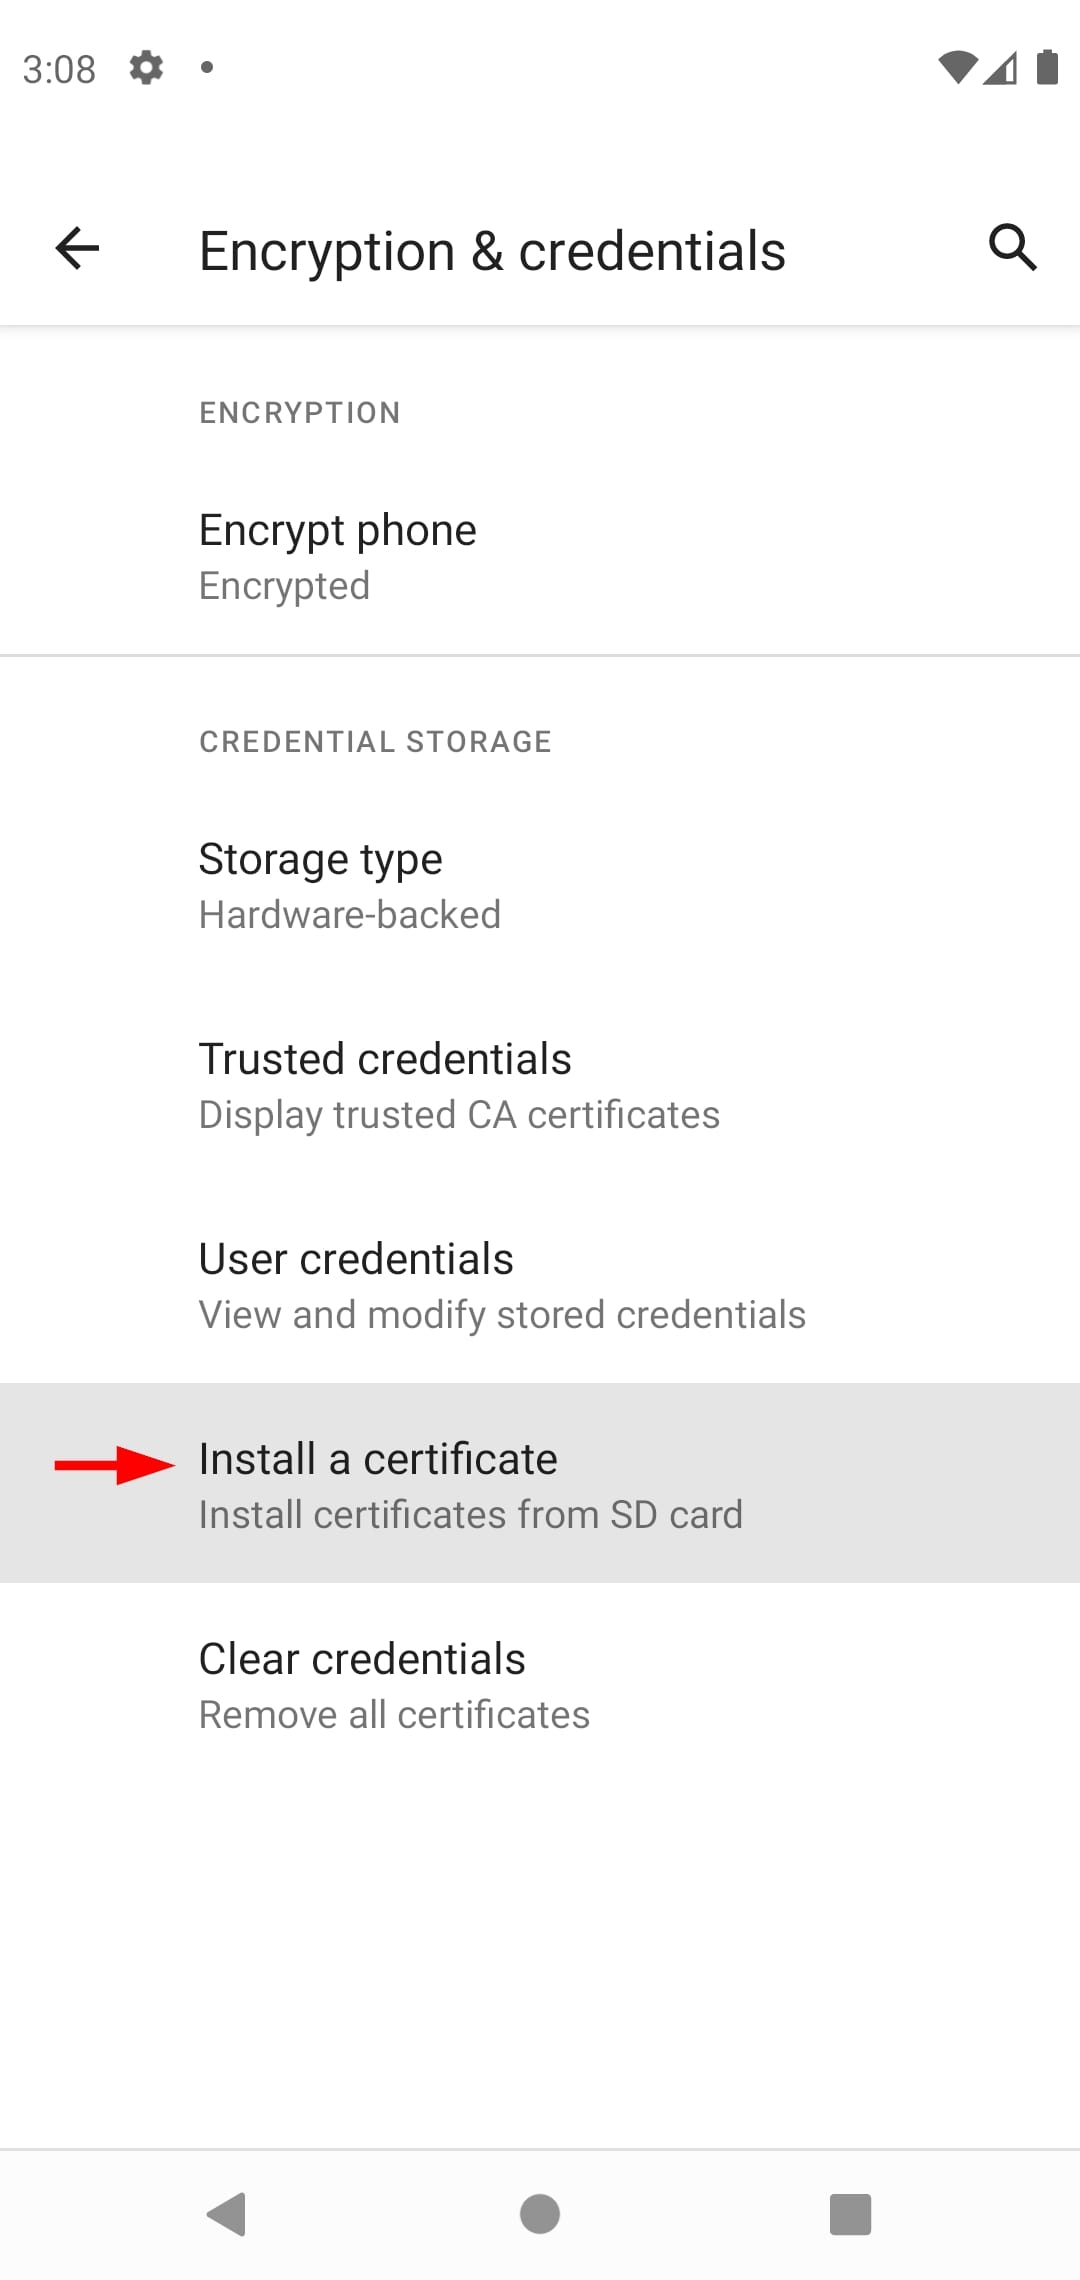 3:08
Encryption & credentials
ENCRYPTION
Encrypt phone
Encrypted
CREDENTIAL STORAGE
Storage type
Hardware-backed
Trusted credentials
Display trusted CA certificates
User credentials
View and modify stored credentials
Install a certificate
Install certificates from SD card
Clear credentials
Remove all certificates